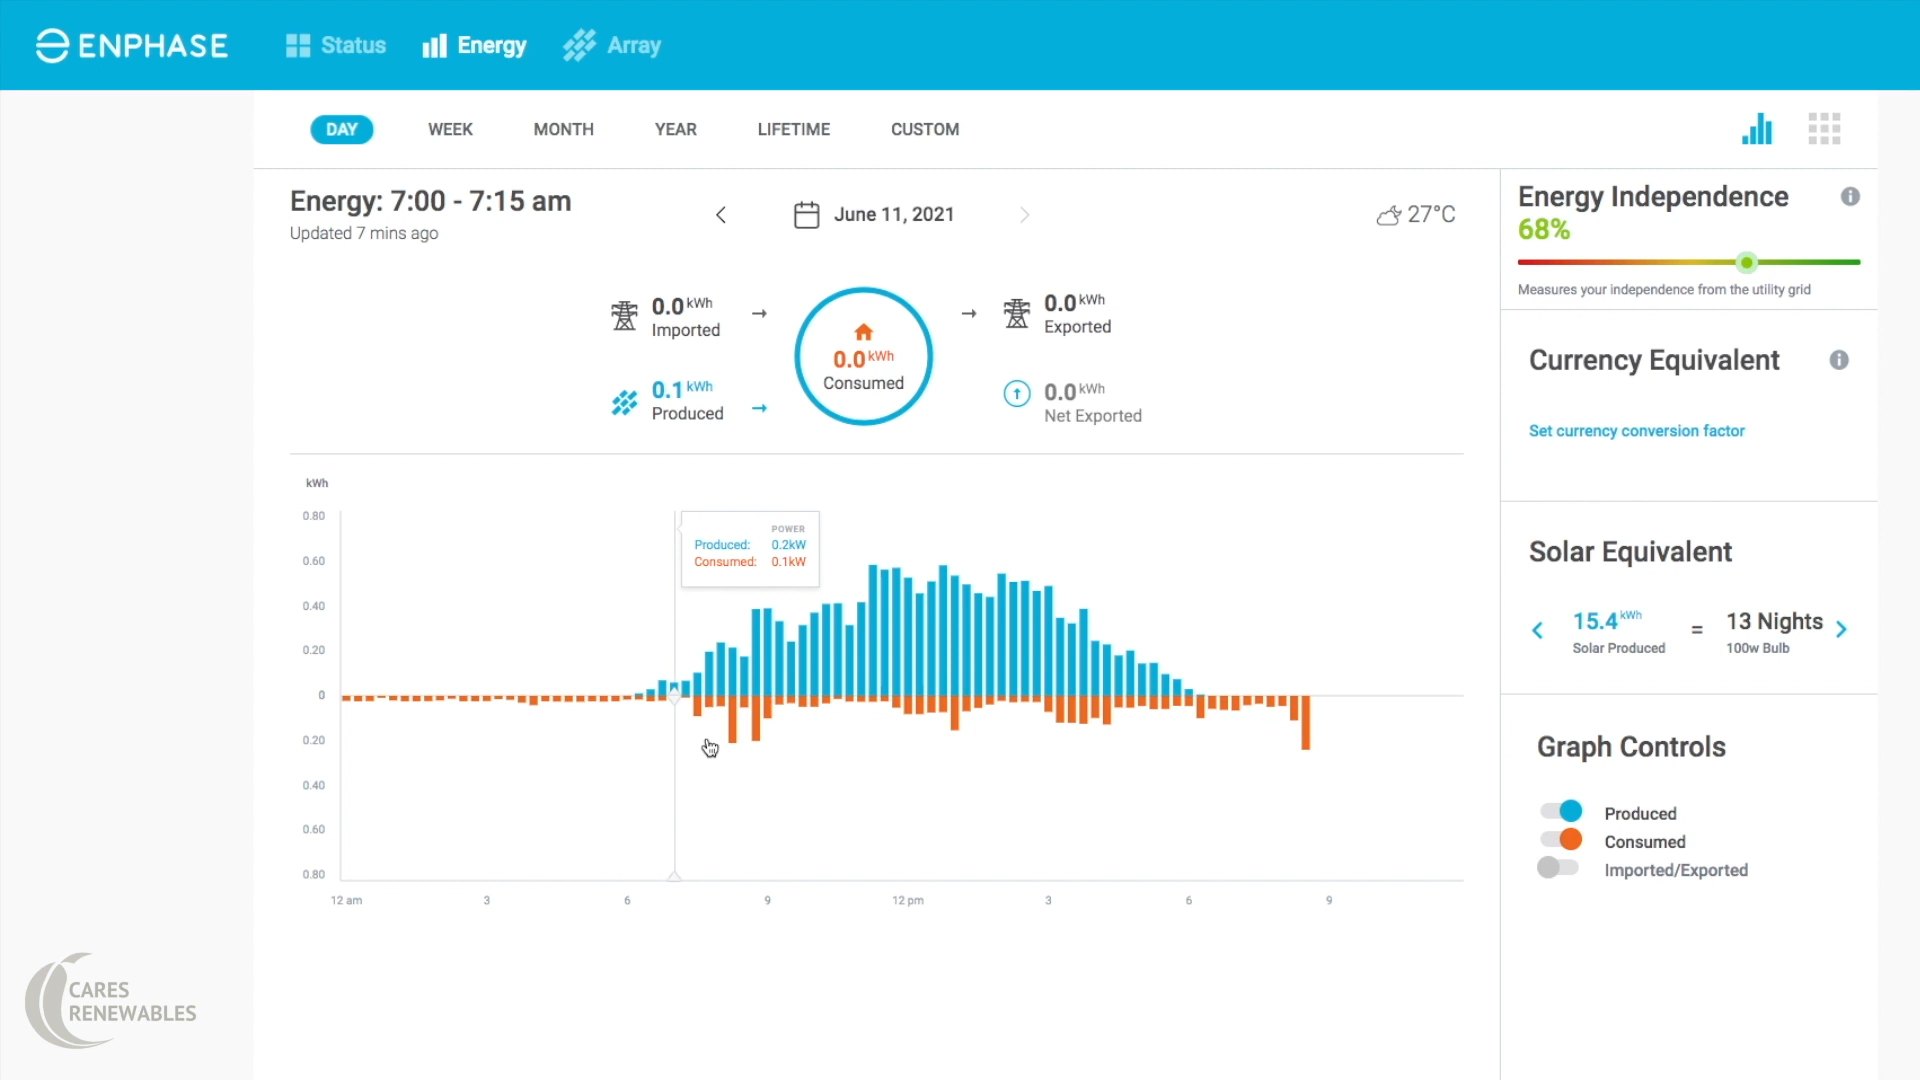 ENPHASE
Status
Energy
Array
DAY
WEEK
MONTH
YEAR
LIFETIME
CUSTOM
Energy: 7:00 - 7:15 am
Updated 7 mins ago
June 11, 2021
27°C
0.0 kWh
Imported
0.1 kWh
Produced
0.0 kWh
Consumed
0.0 kWh
Exported
0.0 kWh
Net Exported
kWh
0.80
0.60
0.40
0.20
0
0.20
0.40
0.60
0.80
POWER
Produced: 0.2kW
Consumed: 0.1kW
12 am
3
6
9
12 pm
3
6
9
Energy Independence
68%
Measures your independence from the utility grid
Currency Equivalent
Set currency conversion factor
Solar Equivalent
15.4 kWh
Solar Produced
=
13 Nights
100w Bulb
Graph Controls
Produced
Consumed
Imported/Exported
CARES
RENEWABLES